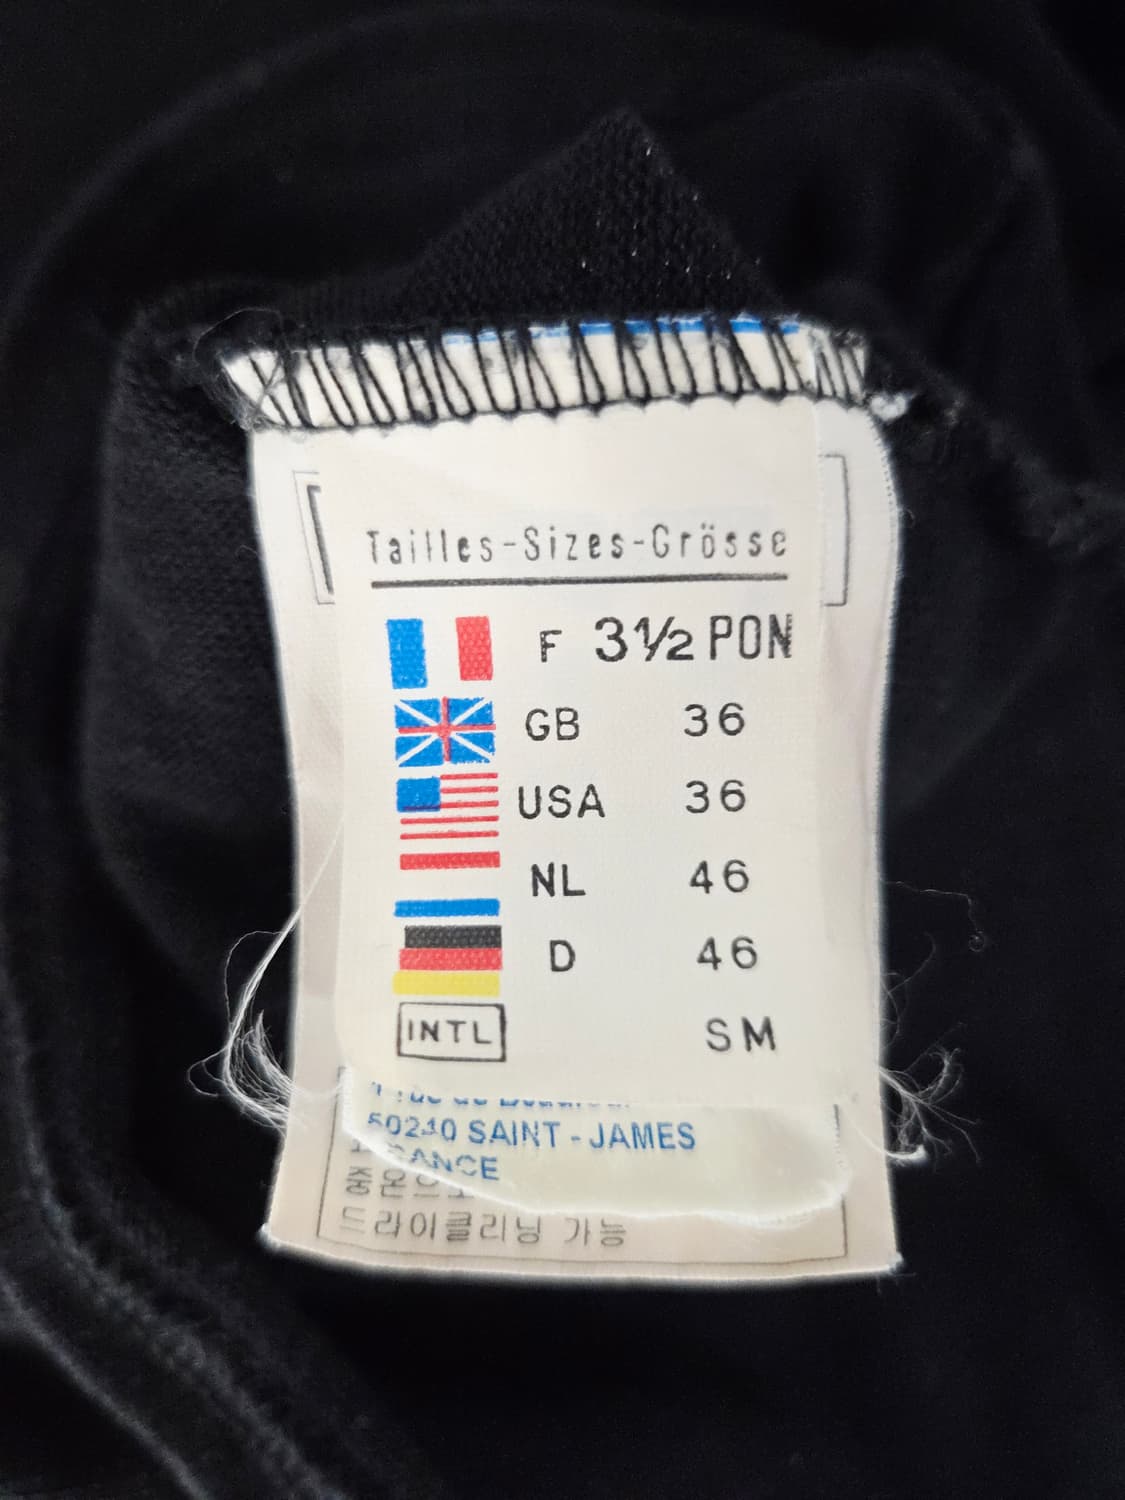 Tailles-Sizes-Grösse
F 3½ PON
GB 36
USA 36
NL 46
D 46
INTL SM
50240 SAINT - JAMES
FRANCE
드라이클리닝 가능